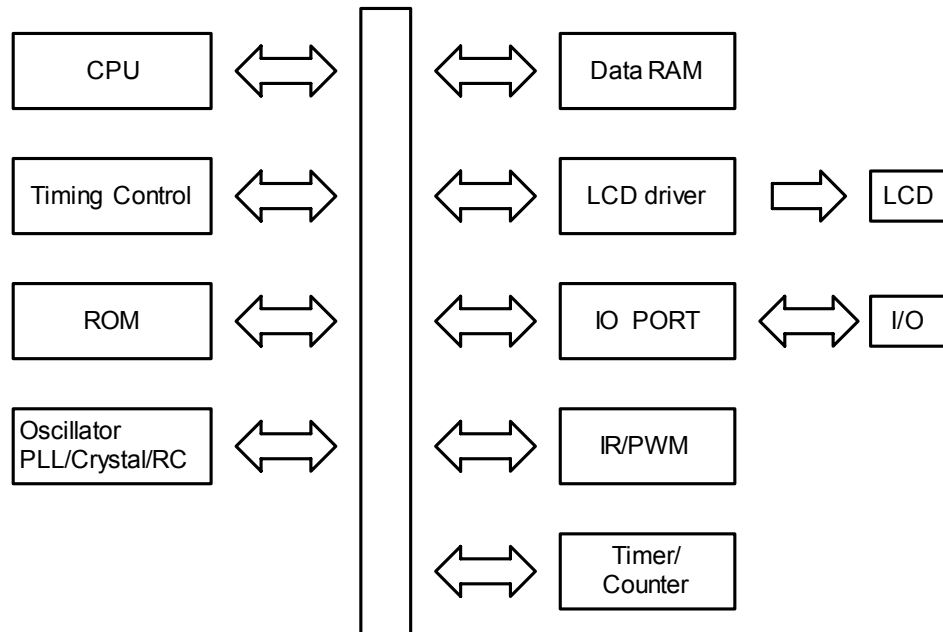 CPU
Data RAM
Timing Control
LCD driver
LCD
ROM
IO PORT
I/O
Oscillator
PLL/Crystal/RC
IR/PWM
Timer/
Counter